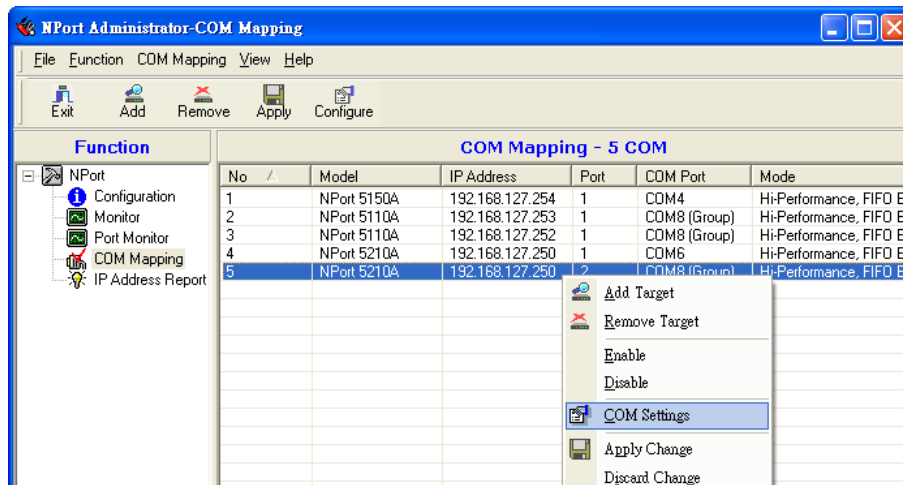 NPort Administrator-COM Mapping
File Function COM Mapping View Help
Exit Add Remove Apply Configure
Function
COM Mapping - 5 COM
NPort
Configuration
Monitor
Port Monitor
COM Mapping
IP Address Report
No Model IP Address Port COM Port Mode
1 NPort 5150A 192.168.127.254 1 COM4 Hi-Performance, FIFO E
2 NPort 5110A 192.168.127.253 1 COM8 (Group) Hi-Performance, FIFO E
3 NPort 5110A 192.168.127.252 1 COM8 (Group) Hi-Performance, FIFO E
4 NPort 5210A 192.168.127.250 1 COM6 Hi-Performance, FIFO E
5 NPort 5210A 192.168.127.250 2 COM8 (Group) Hi-Performance, FIFO E
Add Target
Remove Target
Enable
Disable
COM Settings
Apply Change
Discard Change